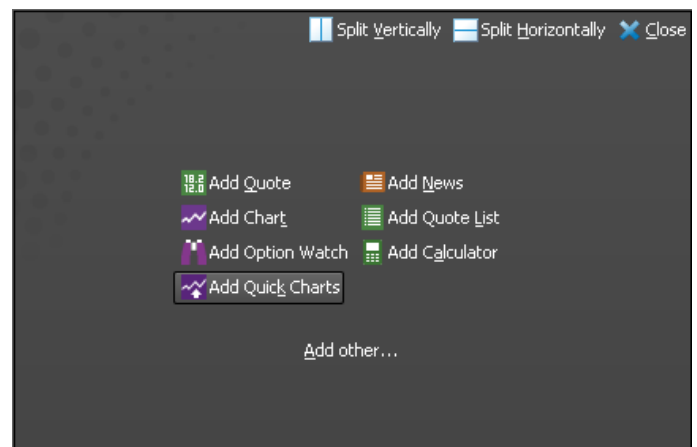 Split Vertically Split Horizontally Close
Add Quote Add News
Add Chart Add Quote List
Add Option Watch Add Calculator
Add Quick Charts
Add other...